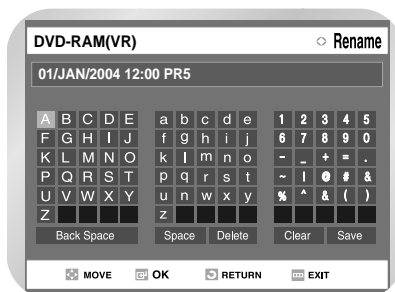 DVD-RAM(VR) Rename
01/JAN/2004 12:00 PR5
A B C D E a b c d e 1 2 3 4 5
F G H I J f g h i j 6 7 8 9 0
K L M N O k l m n o - _ + = .
P Q R S T p q r s t ~ ! @ # &
U V W X Y u v w x y % ^ & ( )
Z z
Back Space Space Delete Clear Save
MOVE OK RETURN EXIT